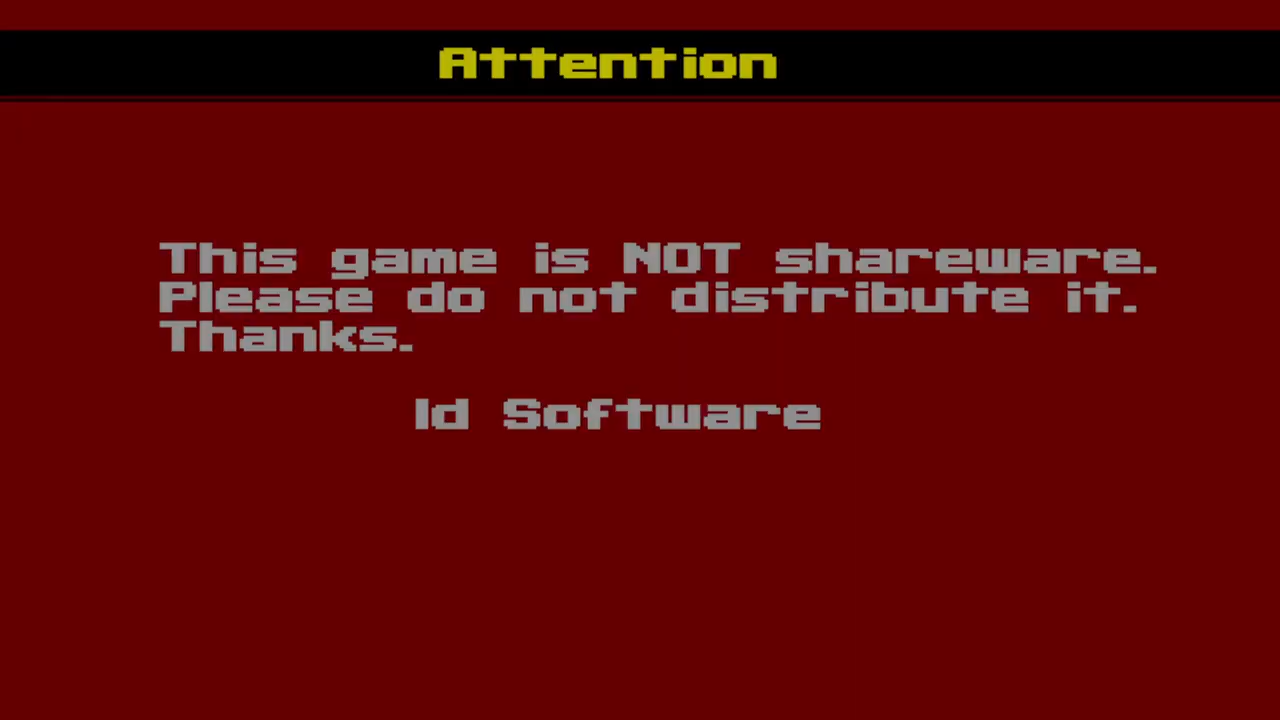 Attention
This game is NOT shareware.
Please do not distribute it.
Thanks.
Id Software